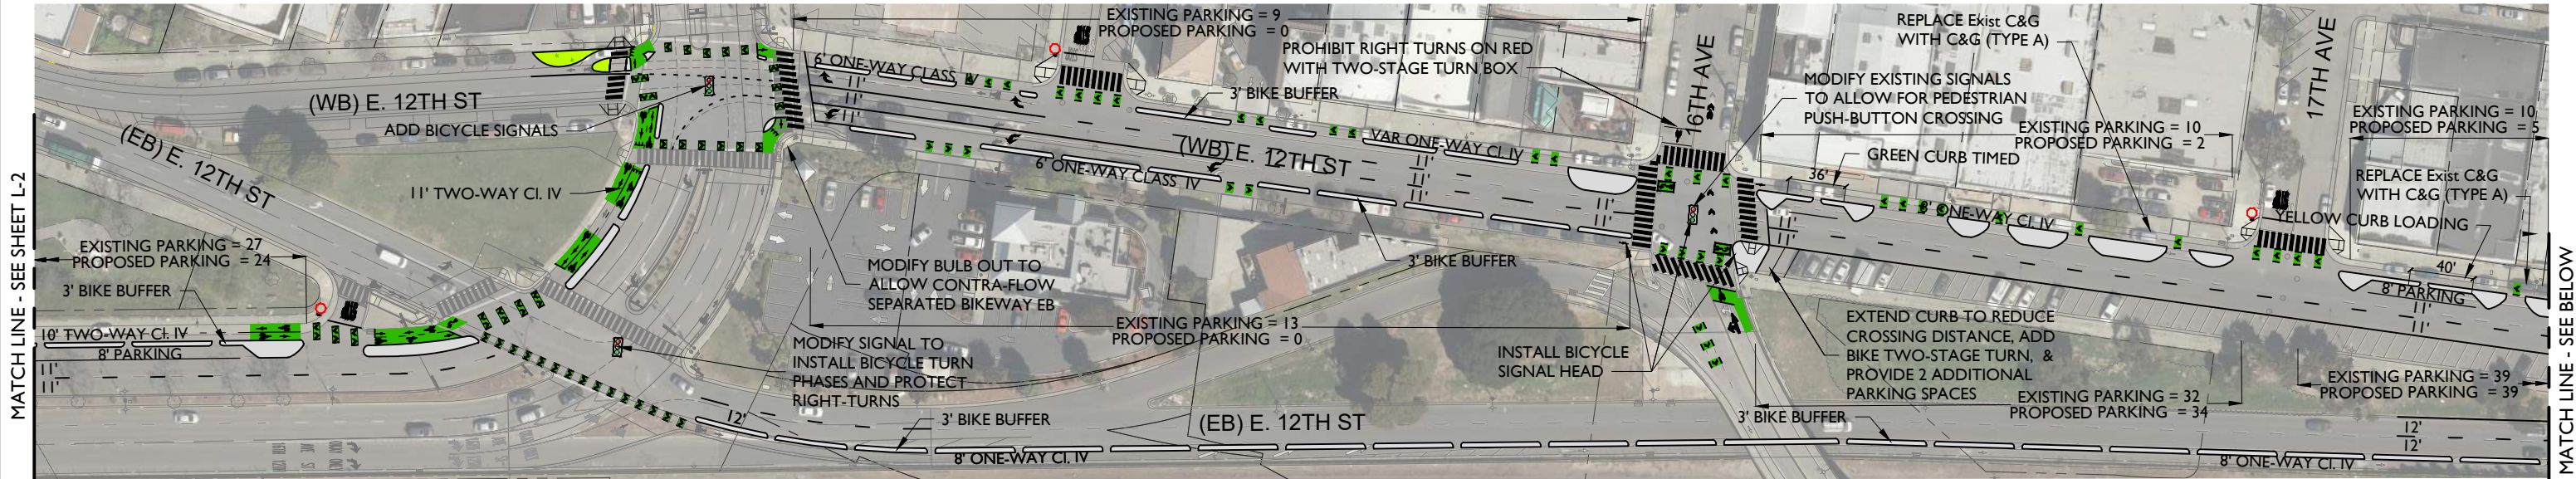 MATCH LINE - SEE SHEET L-2
(WB) E. 12TH ST
(EB) E. 12TH ST
ADD BICYCLE SIGNALS
11' TWO-WAY Cl. IV
EXISTING PARKING = 27
PROPOSED PARKING = 24
3' BIKE BUFFER
10' TWO-WAY Cl. IV
8' PARKING
11'
EXISTING PARKING = 9
PROPOSED PARKING = 0
6' ONE-WAY CLASS IV
11'
3' BIKE BUFFER
PROHIBIT RIGHT TURNS ON RED
WITH TWO-STAGE TURN BOX
VAR ONE-WAY Cl. IV
(WB) E. 12TH ST
6' ONE-WAY CLASS IV
11'
11'
3' BIKE BUFFER
MODIFY BULB OUT TO
ALLOW CONTRA-FLOW
SEPARATED BIKEWAY EB
EXISTING PARKING = 13
PROPOSED PARKING = 0
MODIFY SIGNAL TO
INSTALL BICYCLE TURN
PHASES AND PROTECT
RIGHT-TURNS
12'
3' BIKE BUFFER
(EB) E. 12TH ST
8' ONE-WAY Cl. IV
INSTALL BICYCLE
SIGNAL HEAD
16TH AVE
REPLACE Exist C&G
WITH C&G (TYPE A)
MODIFY EXISTING SIGNALS
TO ALLOW FOR PEDESTRIAN
PUSH-BUTTON CROSSING
EXISTING PARKING = 10
PROPOSED PARKING = 2
GREEN CURB TIMED
36'
11'
8' ONE-WAY Cl. IV
17TH AVE
EXISTING PARKING = 10
PROPOSED PARKING = 5
REPLACE Exist C&G
WITH C&G (TYPE A)
YELLOW CURB LOADING
40'
8' PARKING
11'
EXTEND CURB TO REDUCE
CROSSING DISTANCE, ADD
BIKE TWO-STAGE TURN, &
PROVIDE 2 ADDITIONAL
PARKING SPACES
EXISTING PARKING = 32
PROPOSED PARKING = 34
3' BIKE BUFFER
EXISTING PARKING = 39
PROPOSED PARKING = 39
12'
12'
8' ONE-WAY Cl. IV
MATCH LINE - SEE BELOW